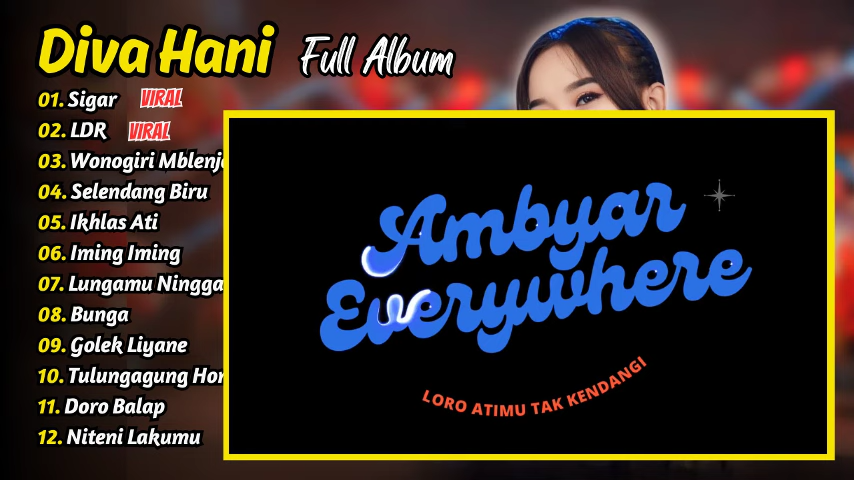 Diva Hani Full Album
01. Sigar VIRAL
02. LDR VIRAL
03. Wonogiri
04. Selendang Biru
05. Ikhlas Ati
06. Iming Iming
07. Lungamu
08. Bunga
09. Golek Liyane
10. Tulungagung
11. Doro Balap
12. Niteni Lakumu
Ambyar
Everywhere
LORO ATIMU TAK KENDANGI